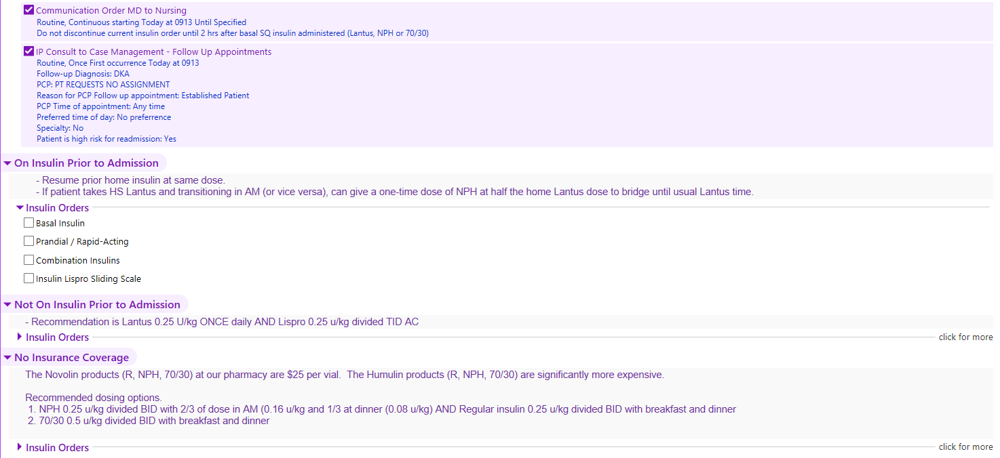 Communication Order MD to Nursing
Routine, Continuous starting Today at 0913 Until Specified
Do not discontinue current insulin order until 2 hrs after basal SQ insulin administered (Lantus, NPH or 70/30)
IP Consult to Case Management - Follow Up Appointments
Routine, Once First occurrence Today at 0913
Follow-up Diagnosis: DKA
PCP: PT REQUESTS NO ASSIGNMENT
Reason for PCP Follow up appointment: Established Patient
PCP Time of appointment: Any time
Preferred time of day: No preferrence
Specialty: No
Patient is high risk for readmission: Yes
On Insulin Prior to Admission
- Resume prior home insulin at same dose.
- If patient takes HS Lantus and transitioning in AM (or vice versa), can give a one-time dose of NPH at half the home Lantus dose to bridge until usual Lantus time.
Insulin Orders
Basal Insulin
Prandial / Rapid-Acting
Combination Insulins
Insulin Lispro Sliding Scale
Not On Insulin Prior to Admission
- Recommendation is Lantus 0.25 U/kg ONCE daily AND Lispro 0.25 u/kg divided TID AC
Insulin Orders click for more
No Insurance Coverage
The Novolin products (R, NPH, 70/30) at our pharmacy are $25 per vial.  The Humulin products (R, NPH, 70/30) are significantly more expensive.
Recommended dosing options.
1. NPH 0.25 u/kg divided BID with 2/3 of dose in AM (0.16 u/kg and 1/3 at dinner (0.08 u/kg) AND Regular insulin 0.25 u/kg divided BID with breakfast and dinner
2. 70/30 0.5 u/kg divided BID with breakfast and dinner
Insulin Orders click for more